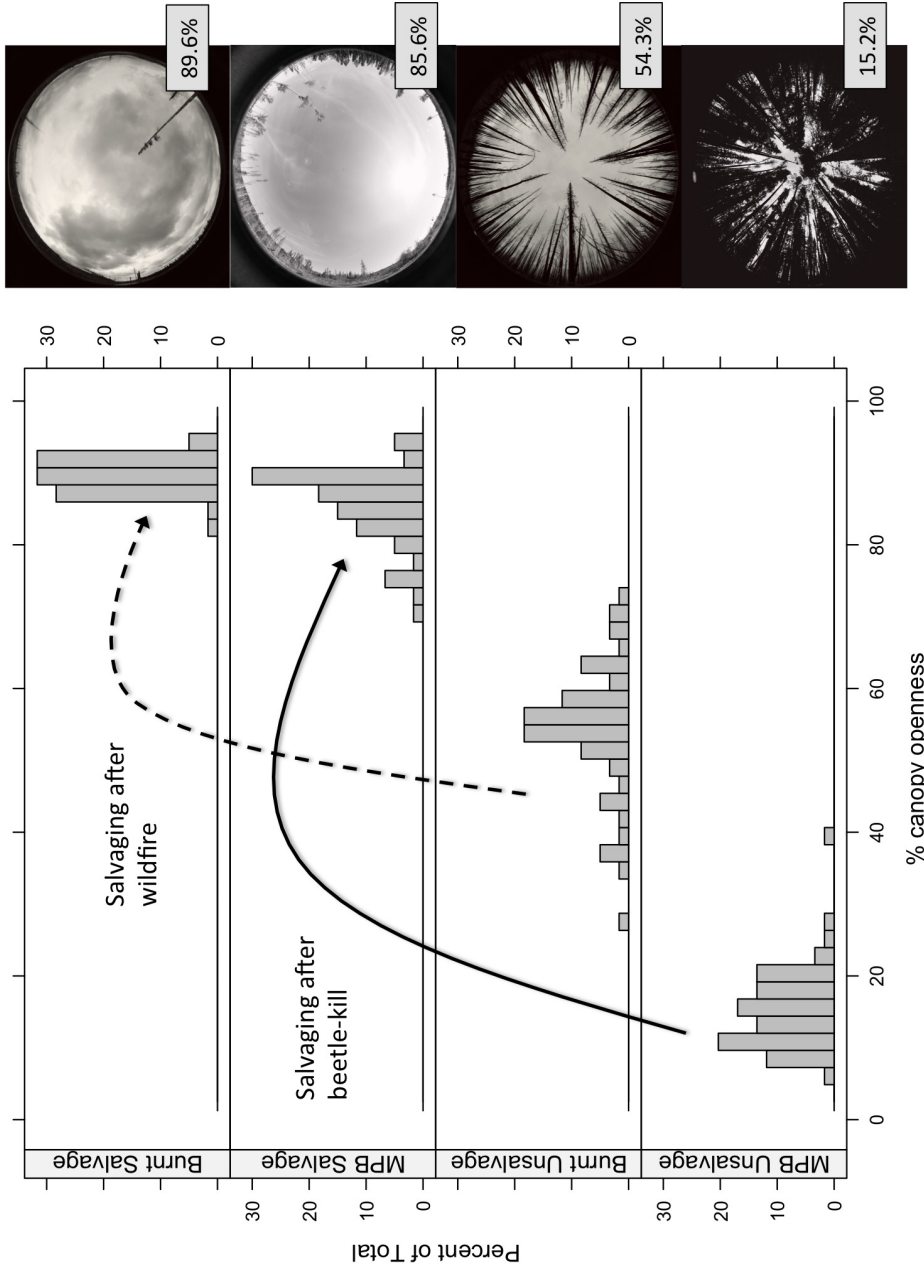 Burnt Salvage
MPB Salvage
Burnt Unsalvage
MPB Unsalvage
Percent of Total
30
20
10
0
30
20
10
0
30
20
10
0
30
20
10
0
Salvaging after
wildfire
Salvaging after
beetle-kill
0
20
40
60
80
100
% canopy openness
89.6%
85.6%
54.3%
15.2%